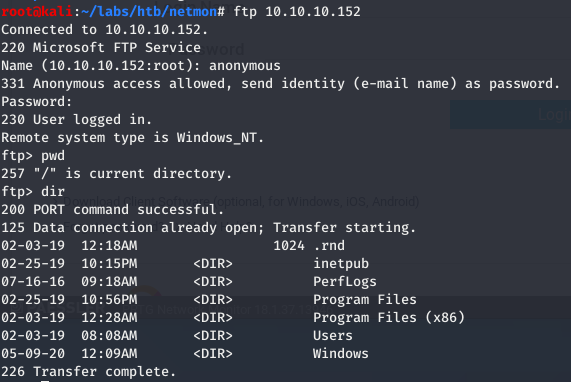 root@kali:~/labs/htb/netmon# ftp 10.10.10.152
Connected to 10.10.10.152.
220 Microsoft FTP Service
Name (10.10.10.152:root): anonymous
331 Anonymous access allowed, send identity (e-mail name) as password.
Password:
230 User logged in.
Remote system type is Windows_NT.
ftp> pwd
257 "/" is current directory.
ftp> dir
200 PORT command successful.
125 Data connection already open; Transfer starting.
02-03-19  12:18AM                 1024 .rnd
02-25-19  10:15PM       <DIR>          inetpub
07-16-16  09:18AM       <DIR>          PerfLogs
02-25-19  10:56PM       <DIR>          Program Files
02-03-19  12:28AM       <DIR>          Program Files (x86)
02-03-19  08:08AM       <DIR>          Users
05-09-20  12:09AM       <DIR>          Windows
226 Transfer complete.